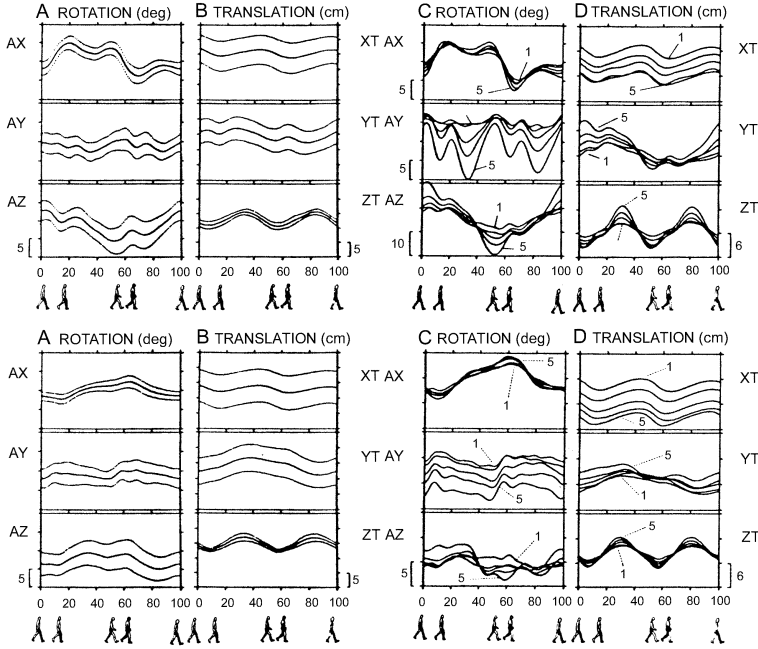 A ROTATION (deg) B TRANSLATION (cm) C ROTATION (deg) D TRANSLATION (cm)
AX XT AX 1 XT
5 5 5
AY YT AY 5 YT
5 5 1
AZ ZT AZ 1 5 ZT
5 5 10 5 6
0 20 40 60 80 100 0 20 40 60 80 100 0 20 40 60 80 100 0 20 40 60 80 100
A ROTATION (deg) B TRANSLATION (cm) C ROTATION (deg) D TRANSLATION (cm)
AX XT AX 5 1 XT
1 5
AY YT AY 1 5 YT
5 1
AZ ZT AZ 1 5 ZT
5 5 5 5 1 6
0 20 40 60 80 100 0 20 40 60 80 100 0 20 40 60 80 100 0 20 40 60 80 100